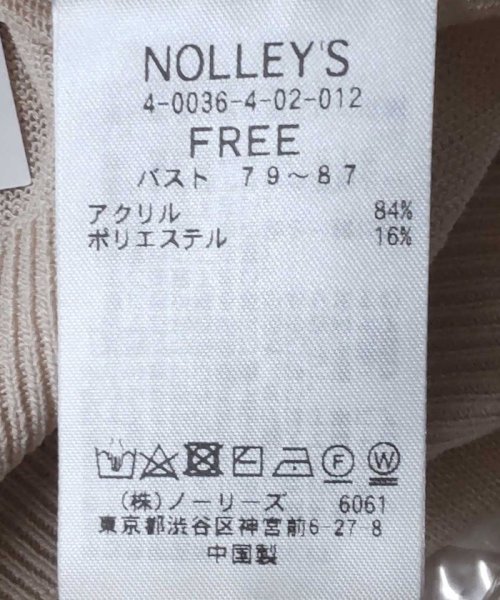 NOLLEY'S
4-0036-4-02-012
FREE
バスト 79～87
アクリル 84%
ポリエステル 16%
F W
(株)ノーリーズ 6061
東京都渋谷区神宮前6-27-8
中国製